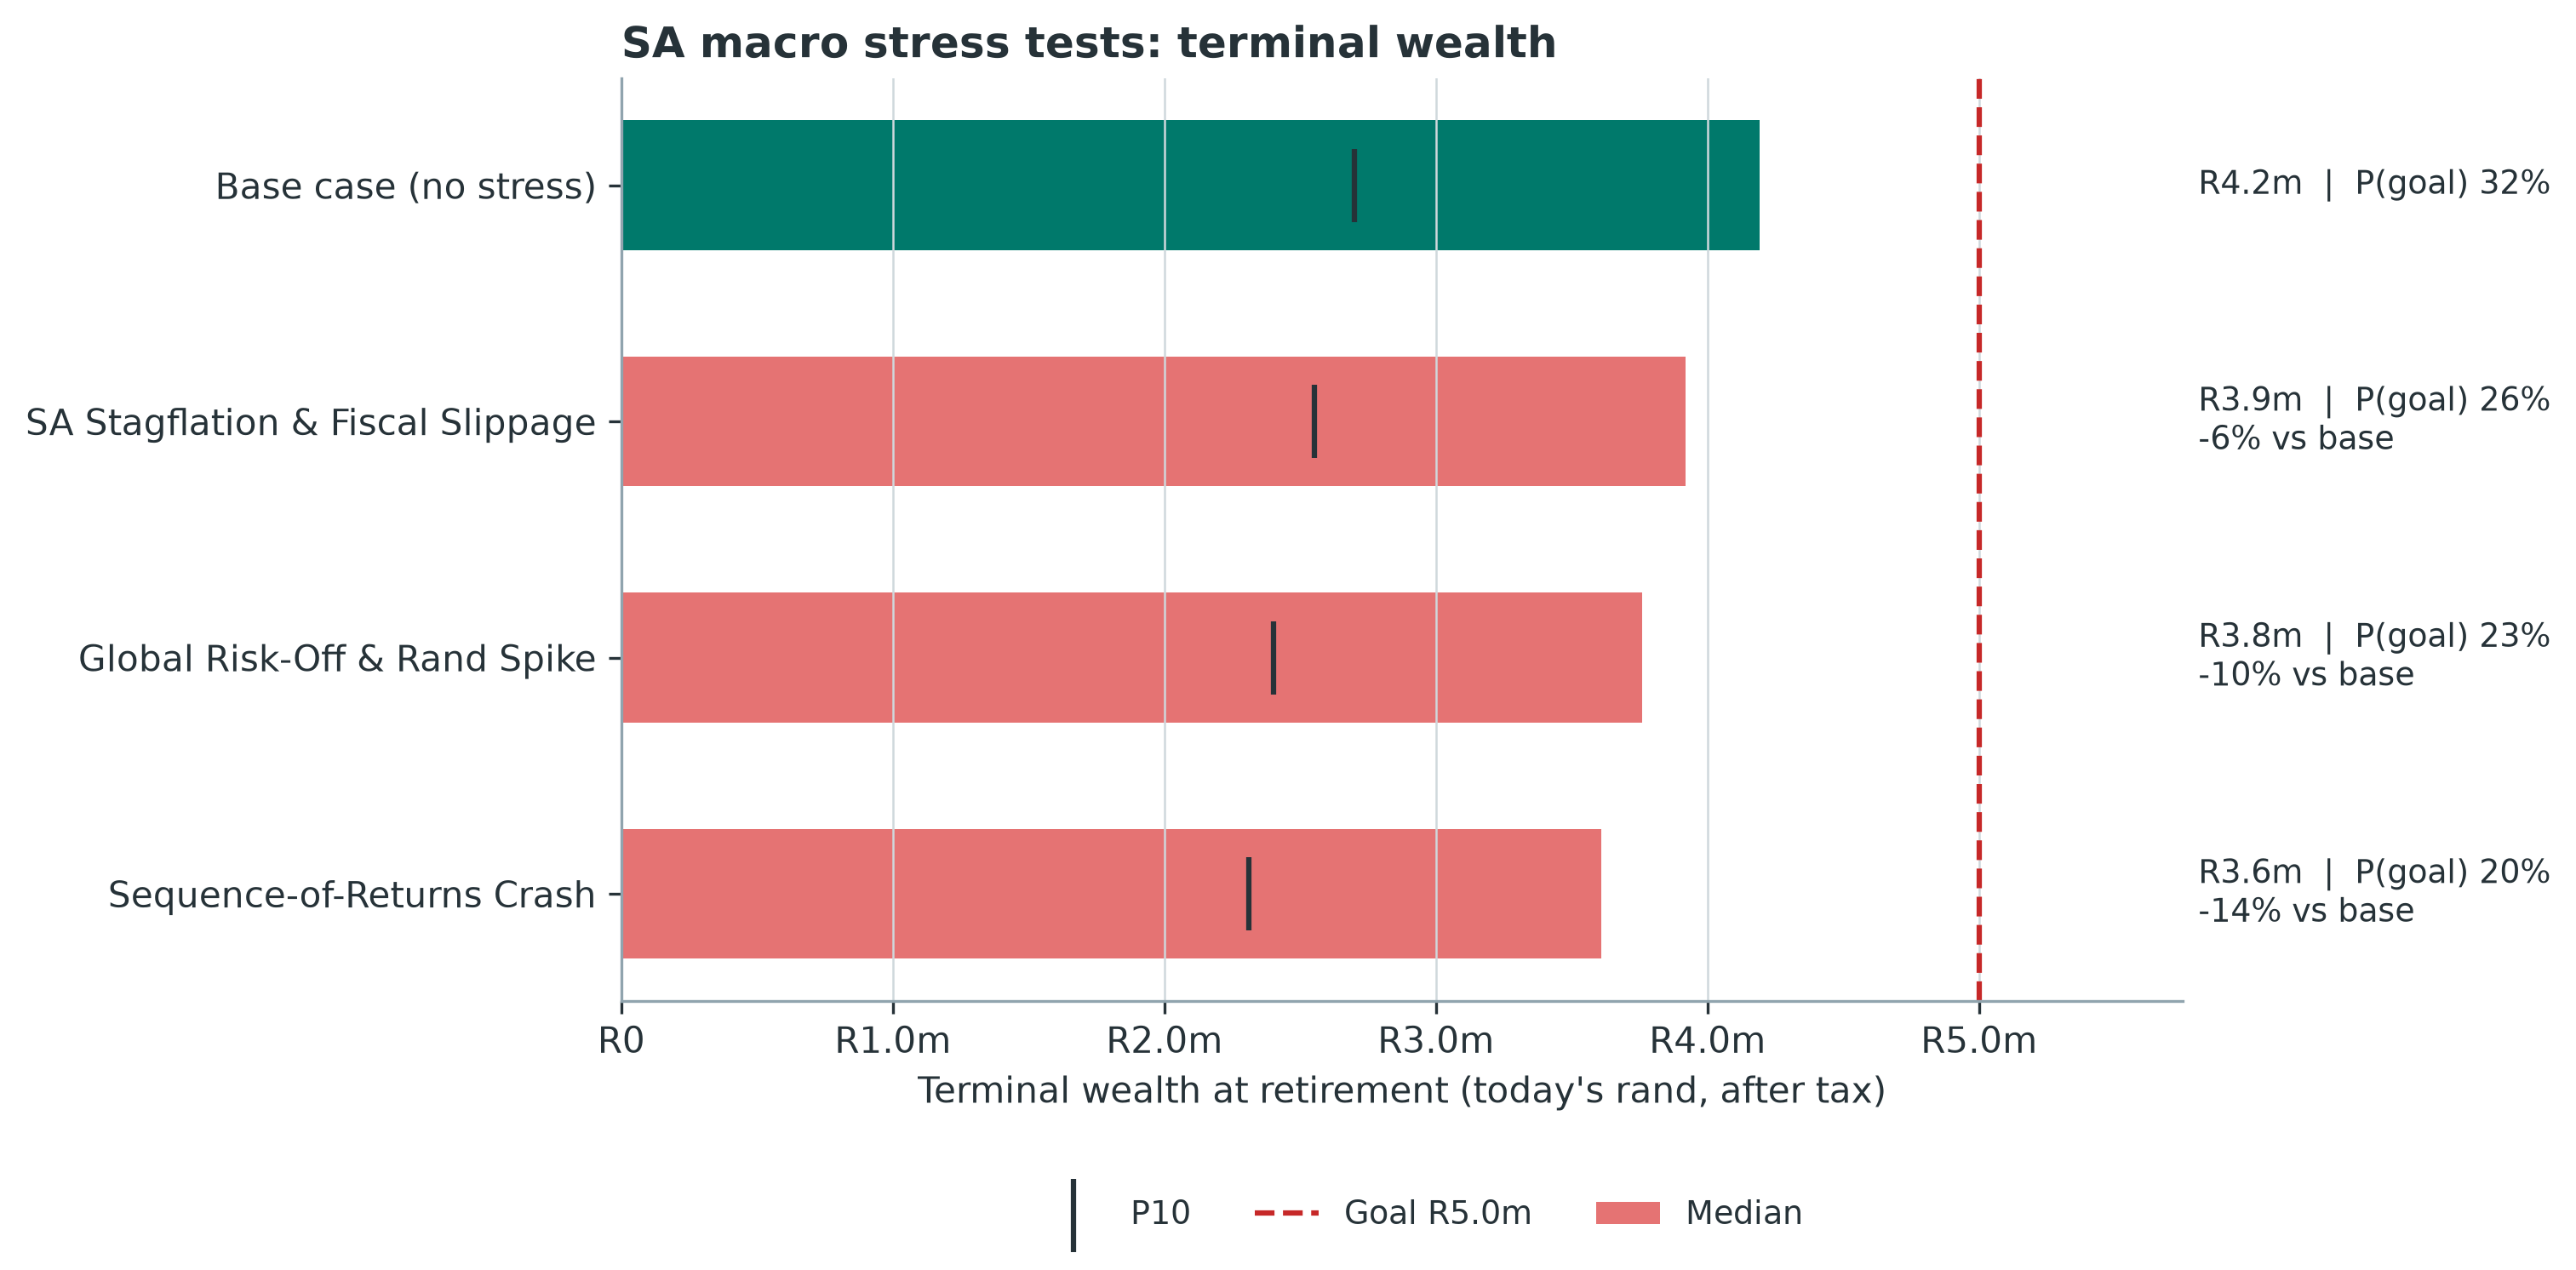 SA macro stress tests: terminal wealth
Base case (no stress)
R4.2m | P(goal) 32%
SA Stagflation & Fiscal Slippage
R3.9m | P(goal) 26%
-6% vs base
Global Risk-Off & Rand Spike
R3.8m | P(goal) 23%
-10% vs base
Sequence-of-Returns Crash
R3.6m | P(goal) 20%
-14% vs base
R0 R1.0m R2.0m R3.0m R4.0m R5.0m
Terminal wealth at retirement (today's rand, after tax)
P10 Goal R5.0m Median